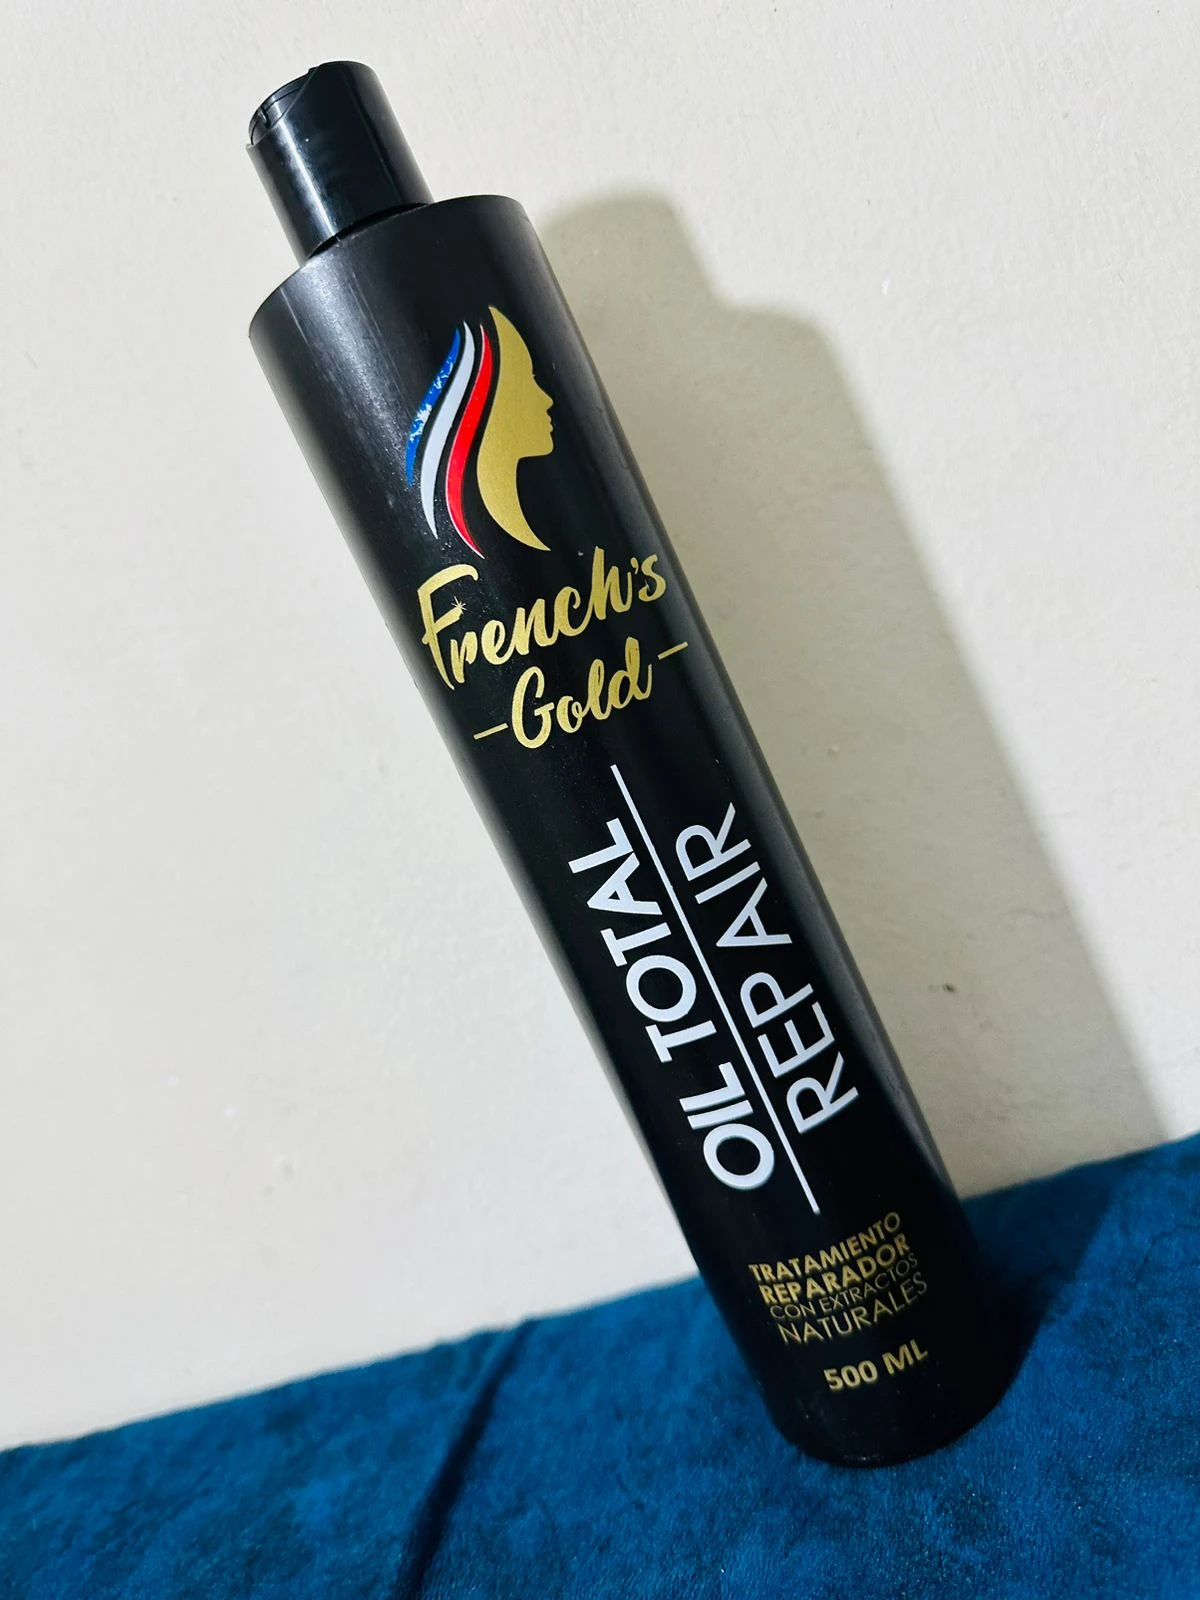 French's
Gold
OIL TOTAL
REPAIR
TRATAMIENTO
REPARADOR
CON EXTRACTOS
NATURALES
500 ML